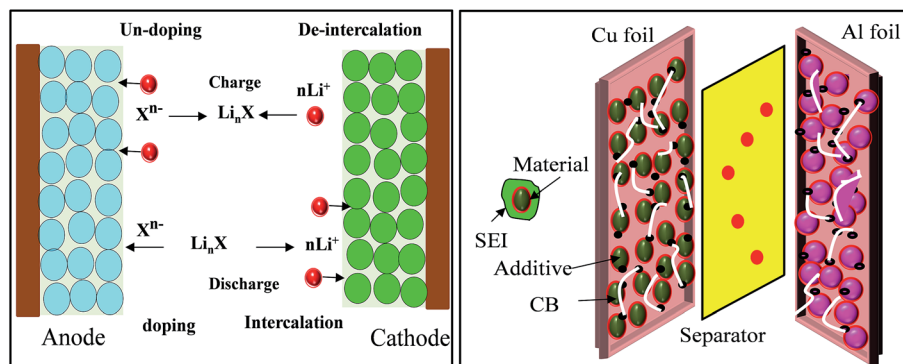 Un-doping
De-intercalation
Charge
nLi⁺
Xⁿ⁻
LiₙX
Xⁿ⁻
LiₙX
nLi⁺
Discharge
doping
Intercalation
Anode
Cathode
Cu foil
Al foil
Material
SEI
Additive
CB
Separator